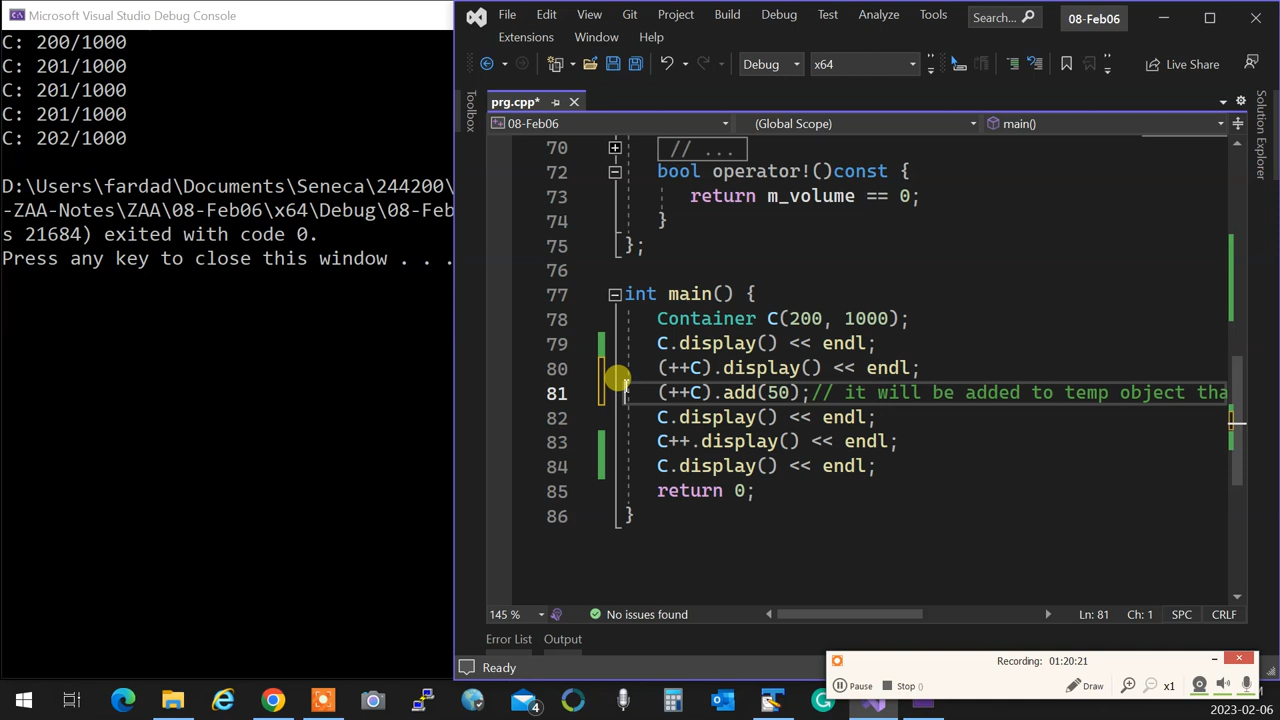 Microsoft Visual Studio Debug Console
C: 200/1000
C: 201/1000
C: 201/1000
C: 201/1000
C: 202/1000
D:\Users\fardad\Documents\Seneca\244200\
-ZAA-Notes\ZAA\08-Feb06\x64\Debug\08-Feb
s 21684) exited with code 0.
Press any key to close this window . . .
File Edit View Git Project Build Debug Test Analyze Tools Search... 08-Feb06
Extensions Window Help
Debug x64 Live Share
Toolbox
prg.cpp*
08-Feb06 (Global Scope) main()
Solution Explorer
70 // ...
72 bool operator!()const {
73 return m_volume == 0;
74 }
75 };
76
77 int main() {
78 Container C(200, 1000);
79 C.display() << endl;
80 (++C).display() << endl;
81 (++C).add(50);// it will be added to temp object tha
82 C.display() << endl;
83 C++.display() << endl;
84 C.display() << endl;
85 return 0;
86 }
145 % No issues found Ln: 81 Ch: 1 SPC CRLF
Error List Output
Ready
Recording: 01:20:21
Pause Stop () Draw x1
4
2023-02-06